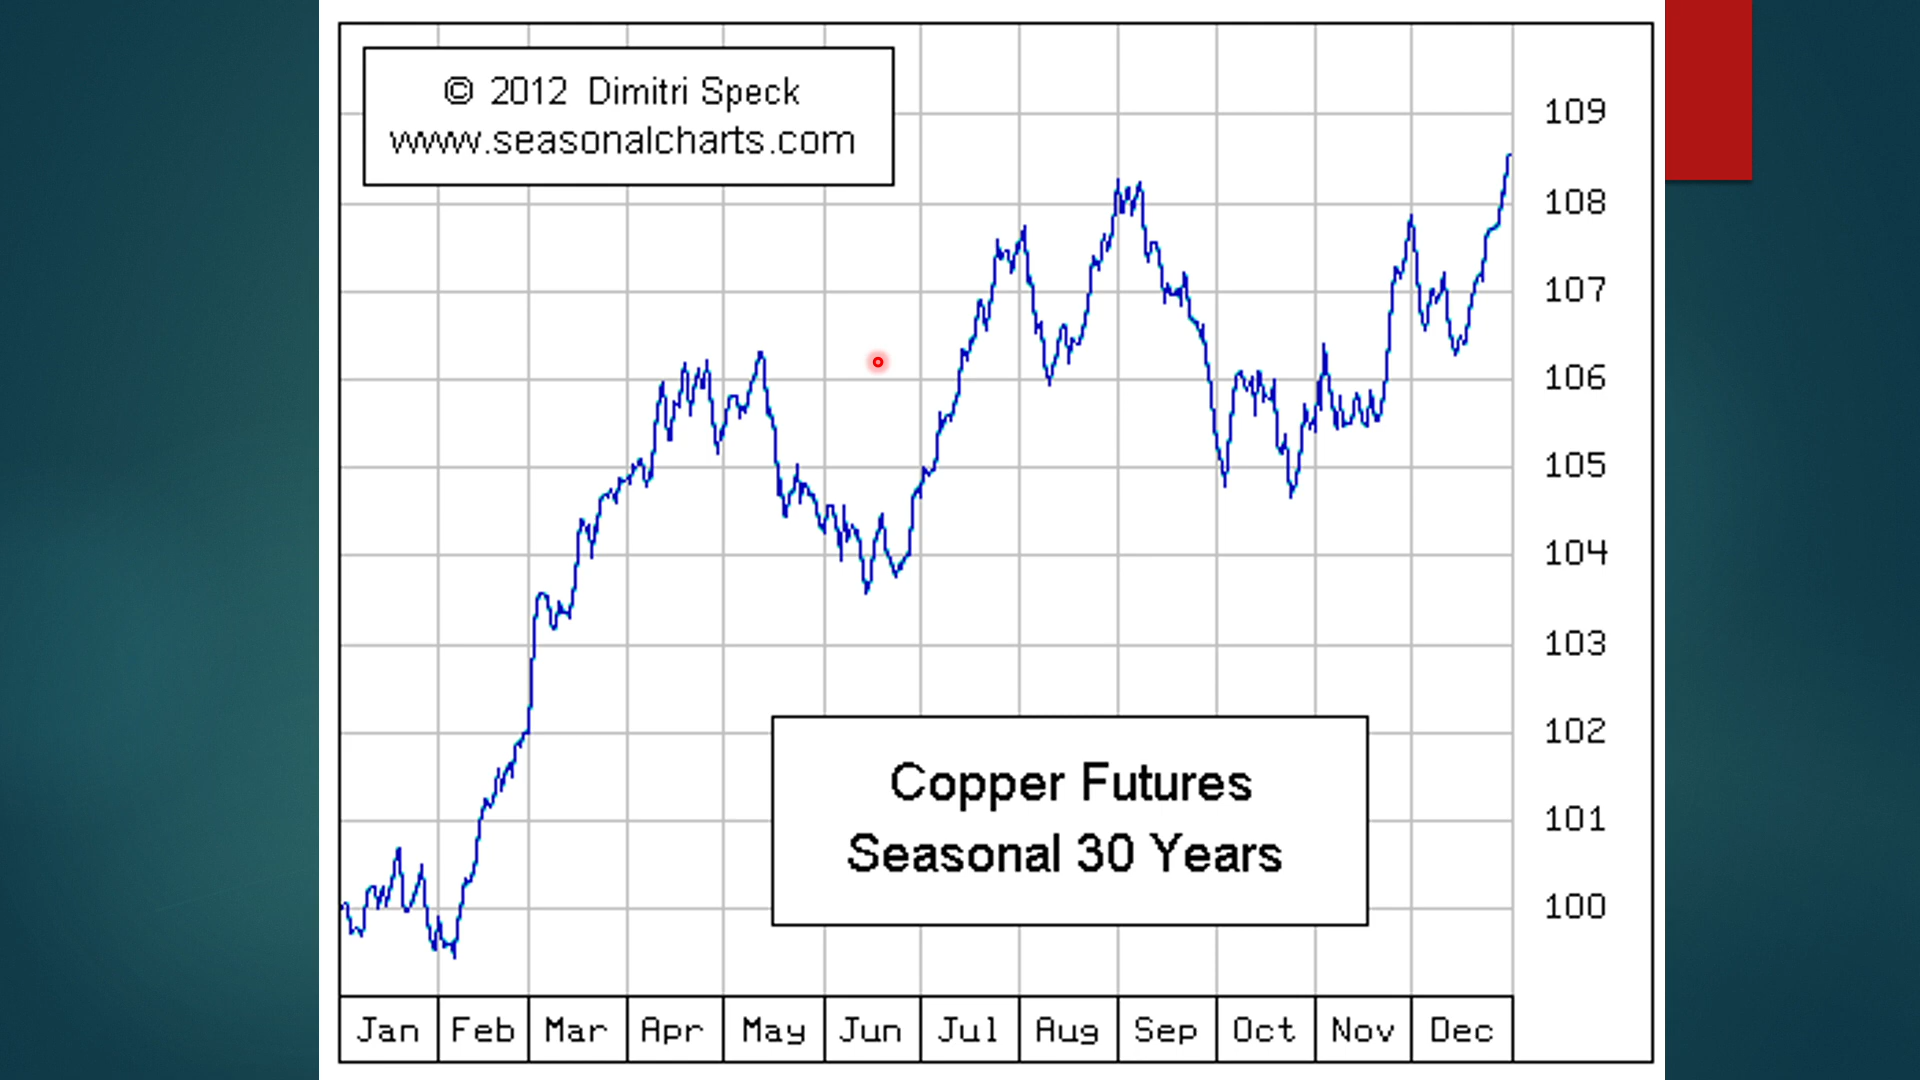 © 2012 Dimitri Speck
www.seasonalcharts.com
109
108
107
106
105
104
103
102
101
100
Copper Futures
Seasonal 30 Years
Jan Feb Mar Apr May Jun Jul Aug Sep Oct Nov Dec